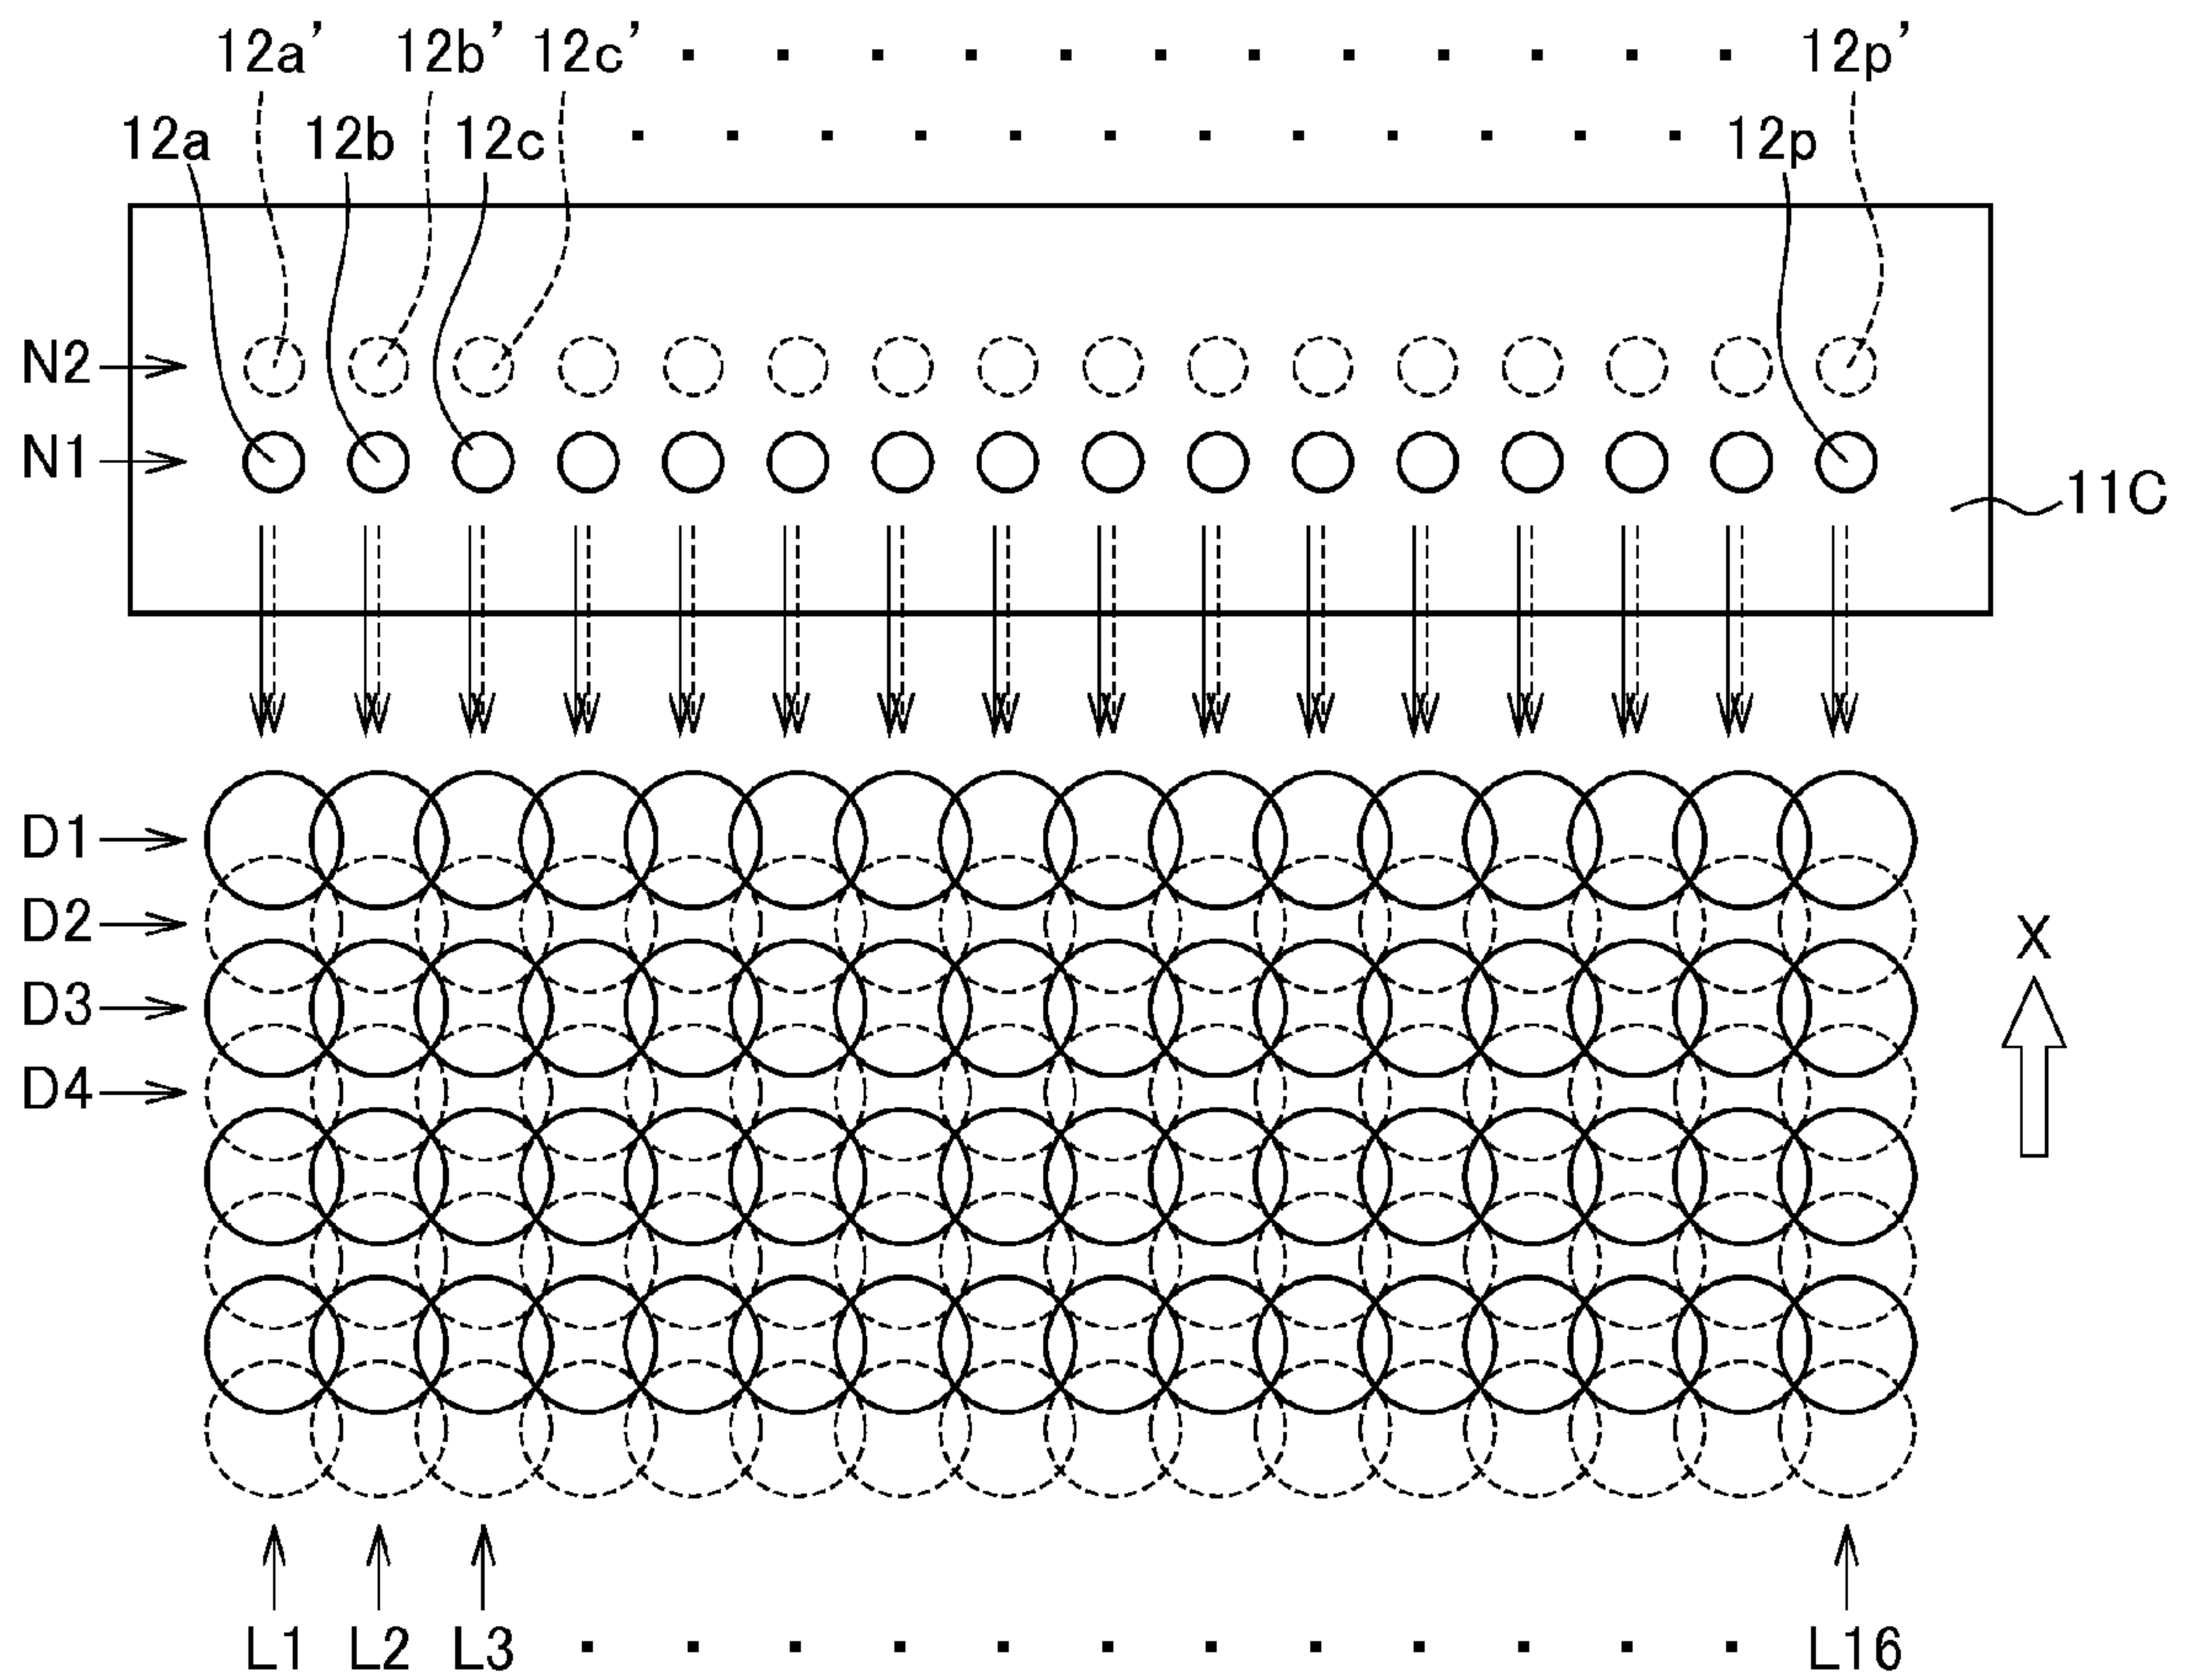 12a' 12b' 12c' · · · · · · · · · · · · 12p'
12a 12b 12c · · · · · · · · · · · · 12p
N2
N1
11C
D1
D2
X
D3
D4
L1 L2 L3 · · · · · · · · · · · · L16